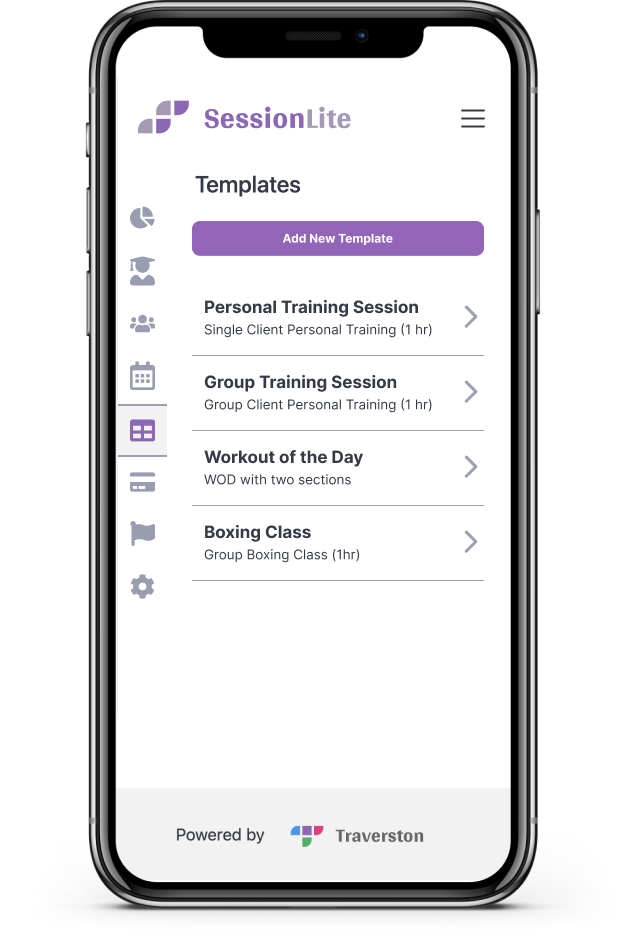 SessionLite
Templates
Add New Template
Personal Training Session
Single Client Personal Training (1 hr)
Group Training Session
Group Client Personal Training (1 hr)
Workout of the Day
WOD with two sections
Boxing Class
Group Boxing Class (1hr)
Powered by Traverston